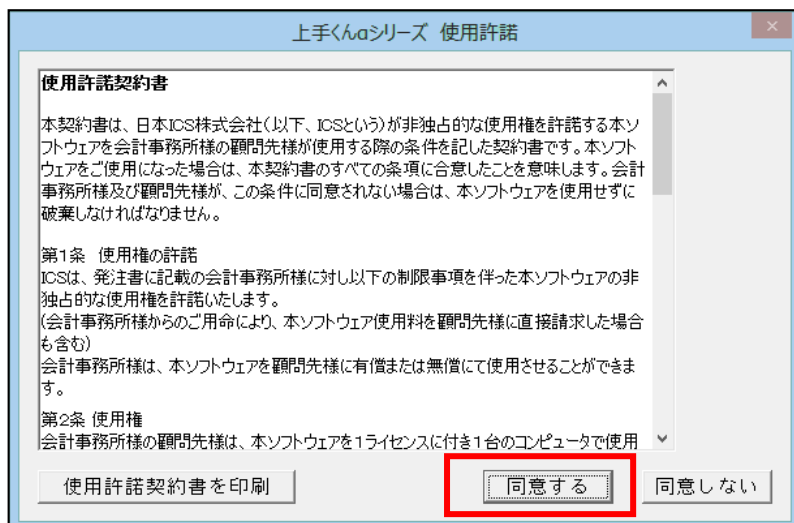 上手くんαシリーズ 使用許諾
使用許諾契約書
本契約書は、日本ICS株式会社(以下、ICSという)が非独占的な使用権を許諾する本ソ
フトウェアを会計事務所様の顧問先様が使用する際の条件を記した契約書です。本ソフト
ウェアをご使用になった場合は、本契約書のすべての条項に合意したことを意味します。会計
事務所様及び顧問先様が、この条件に同意されない場合は、本ソフトウェアを使用せずに
破棄しなければなりません。
第1条 使用権の許諾
ICSは、発注書に記載の会計事務所様に対し以下の制限事項を伴った本ソフトウェアの非
独占的な使用権を許諾いたします。
(会計事務所様からのご用命により、本ソフトウェア使用料を顧問先様に直接請求した場合
も含む)
会計事務所様は、本ソフトウェアを顧問先様に有償または無償にて使用させることができま
す。
第2条 使用権
会計事務所様の顧問先様は、本ソフトウェアを1ライセンスに付き1台のコンピュータで使用
使用許諾契約書を印刷
同意する
同意しない